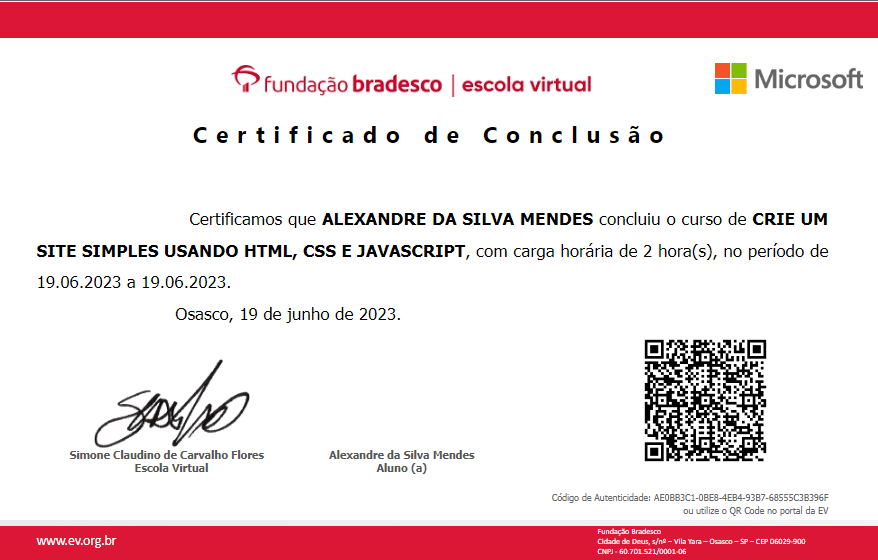 fundação bradesco | escola virtual
Microsoft
Certificado de Conclusão
Certificamos que ALEXANDRE DA SILVA MENDES concluiu o curso de CRIE UM
SITE SIMPLES USANDO HTML, CSS E JAVASCRIPT, com carga horária de 2 hora(s), no período de
19.06.2023 a 19.06.2023.
Osasco, 19 de junho de 2023.
Simone Claudino de Carvalho Flores
Escola Virtual
Alexandre da Silva Mendes
Aluno (a)
Código de Autenticidade: AE0BB3C1-0BE8-4EB4-93B7-68555C3B396F
ou utilize o QR Code no portal da EV
www.ev.org.br
Fundação Bradesco
Cidade de Deus, s/nº – Vila Yara – Osasco – SP – CEP 06029-900
CNPJ - 60.701.521/0001-06